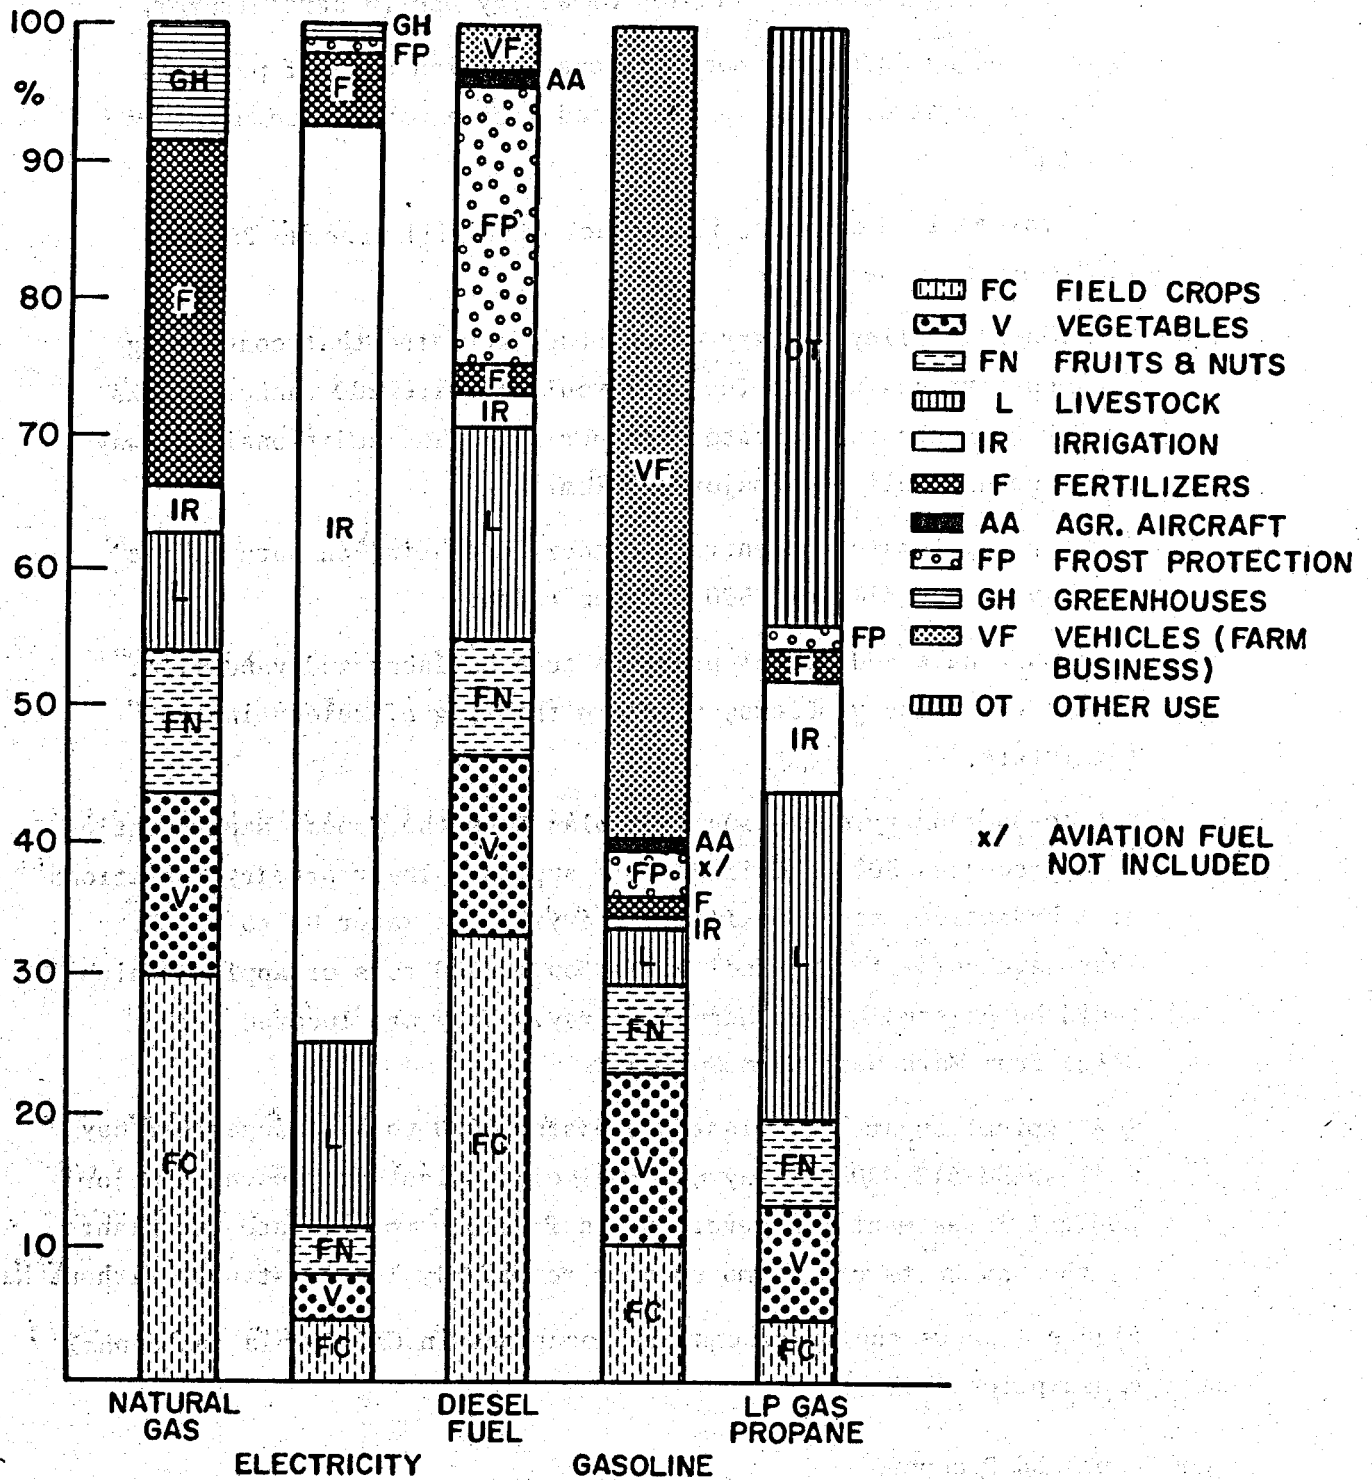 100
%
90
80
70
60
50
40
30
20
10
GH
F
IR
L
FN
V
FC
GH
FP
F
IR
L
FN
V
FC
VF
AA
FP
F
IR
L
FN
V
FC
VF
AA
x/
FP
F
IR
L
FN
V
FC
OT
FP
F
IR
L
FN
V
FC
FC FIELD CROPS
V VEGETABLES
FN FRUITS & NUTS
L LIVESTOCK
IR IRRIGATION
F FERTILIZERS
AA AGR. AIRCRAFT
FP FROST PROTECTION
GH GREENHOUSES
VF VEHICLES (FARM
BUSINESS)
OT OTHER USE
x/ AVIATION FUEL
NOT INCLUDED
NATURAL
GAS
ELECTRICITY
DIESEL
FUEL
GASOLINE
LP GAS
PROPANE